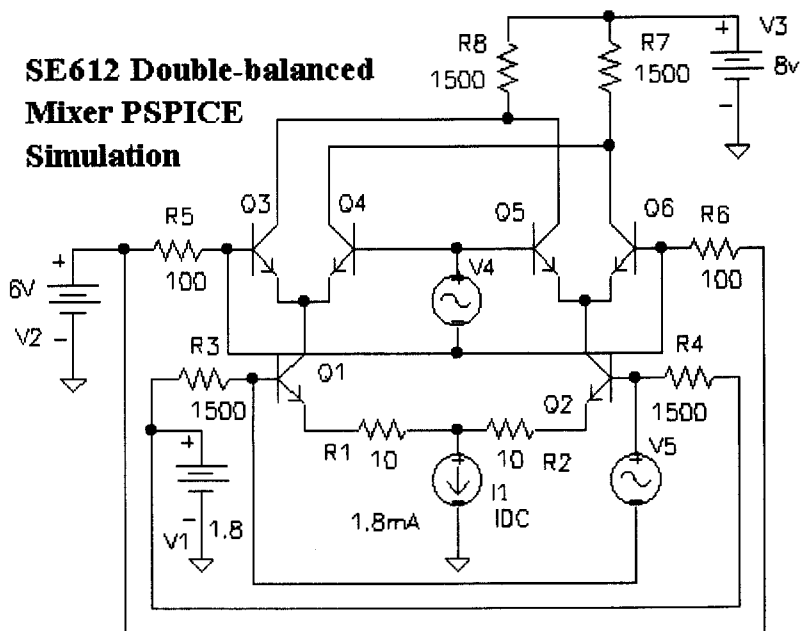 SE612 Double-balanced
Mixer PSPICE
Simulation
R8
1500
R7
1500
+
V3
8v
-
Q3
Q4
Q5
Q6
R5
100
R6
100
+
6V
V2
-
V4
R3
1500
Q1
Q2
R4
1500
+
V1
-
1.8
R1
10
10
R2
1.8mA
I1
IDC
V5